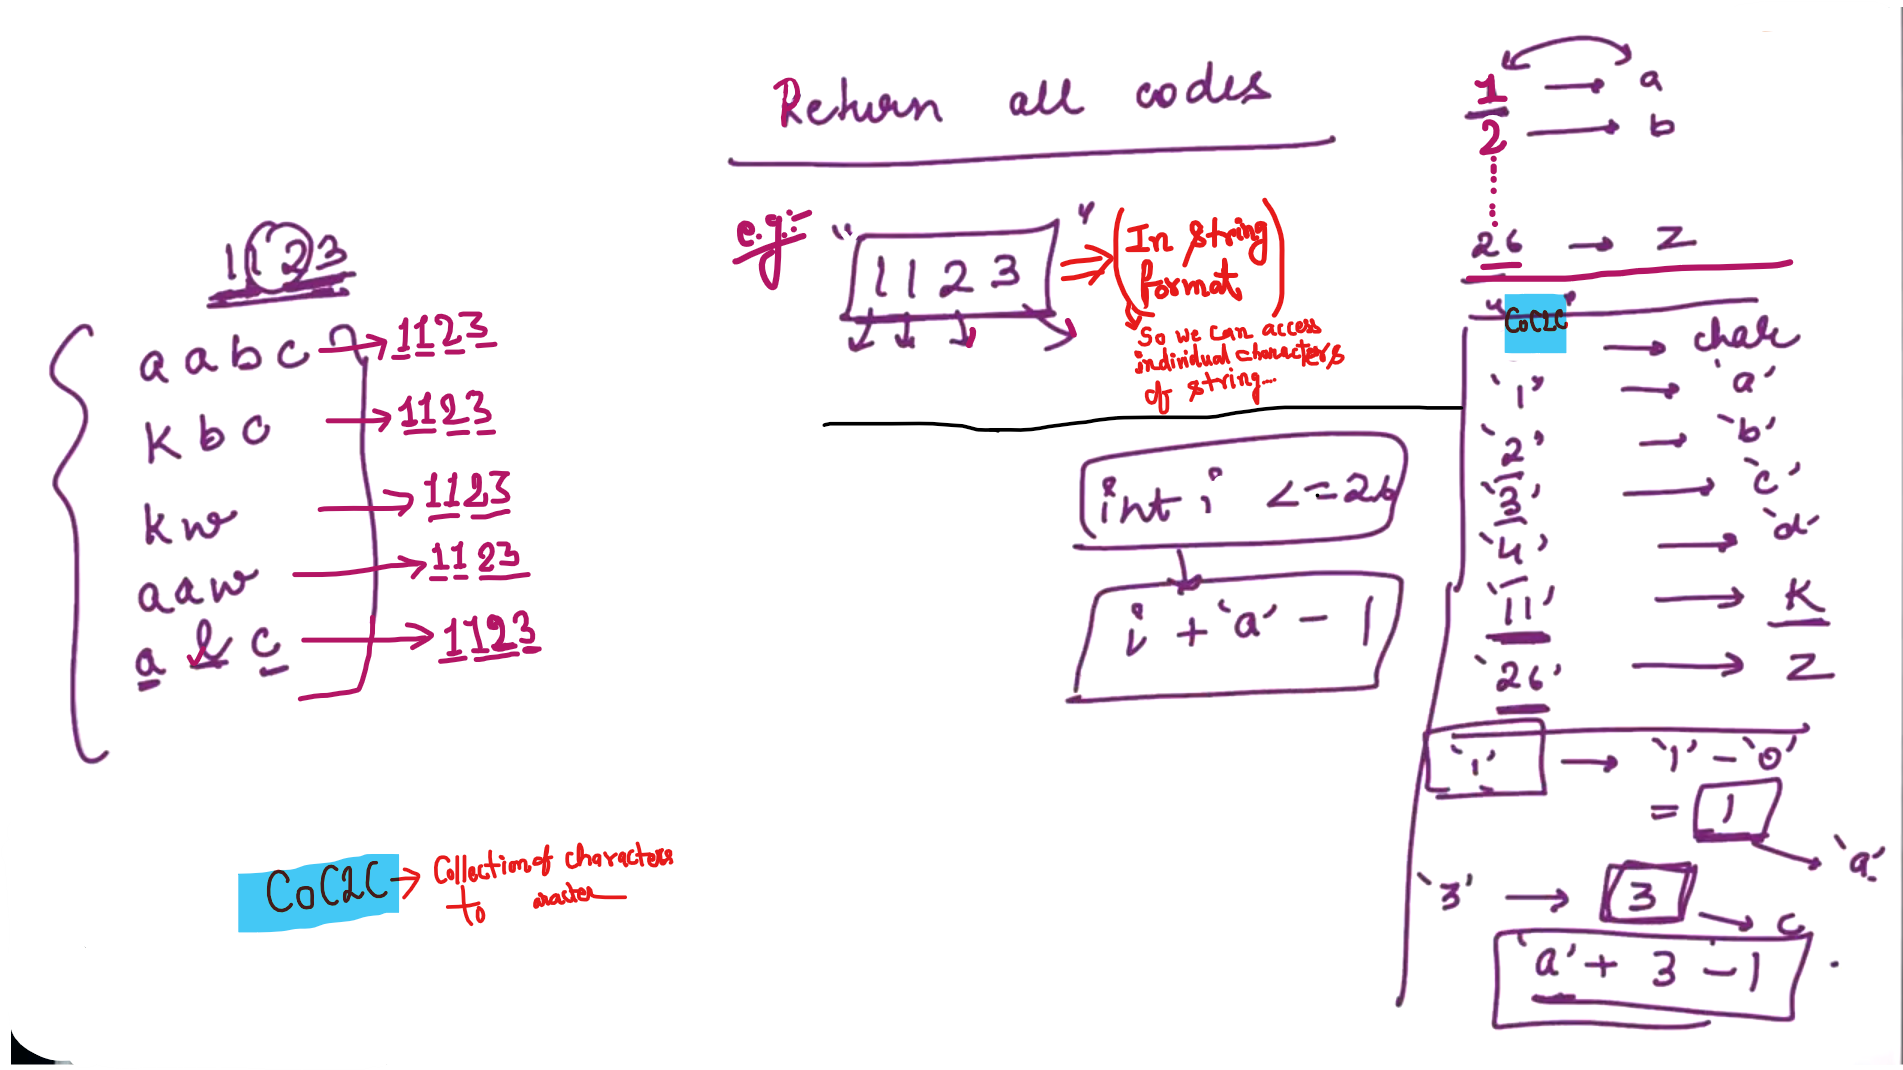 Return all codes
e.g:- "1123" ⇒ (In string format)
So we can access
individual characters
of string...
1 → a
2 → b
26 → z
1123
aabc → 1123
kbc → 1123
kw → 1123
aaw → 1123
a c → 1123
CoC2C → Collection of characters
to aracter
int i <=26
i + 'a' - 1
"CoC2C" → char
'1' → 'a'
'2' → 'b'
'3' → 'c'
'4' → 'd'
'11' → k
'26' → z
'1' → '1' - '0'
= 1
'a'
'3' → 3 → c
'a' + 3 - 1